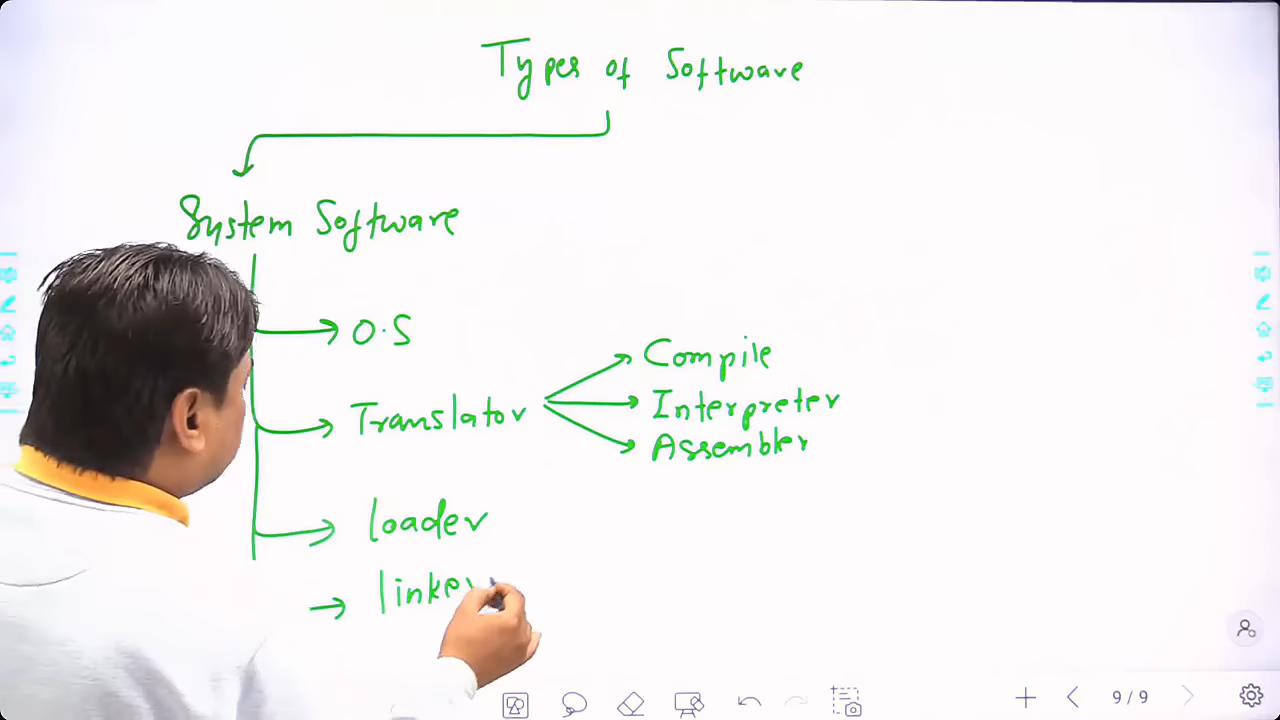 Types of Software
System Software
O.S
Translator
Compile
Interpreter
Assembler
loader
linker
9/9